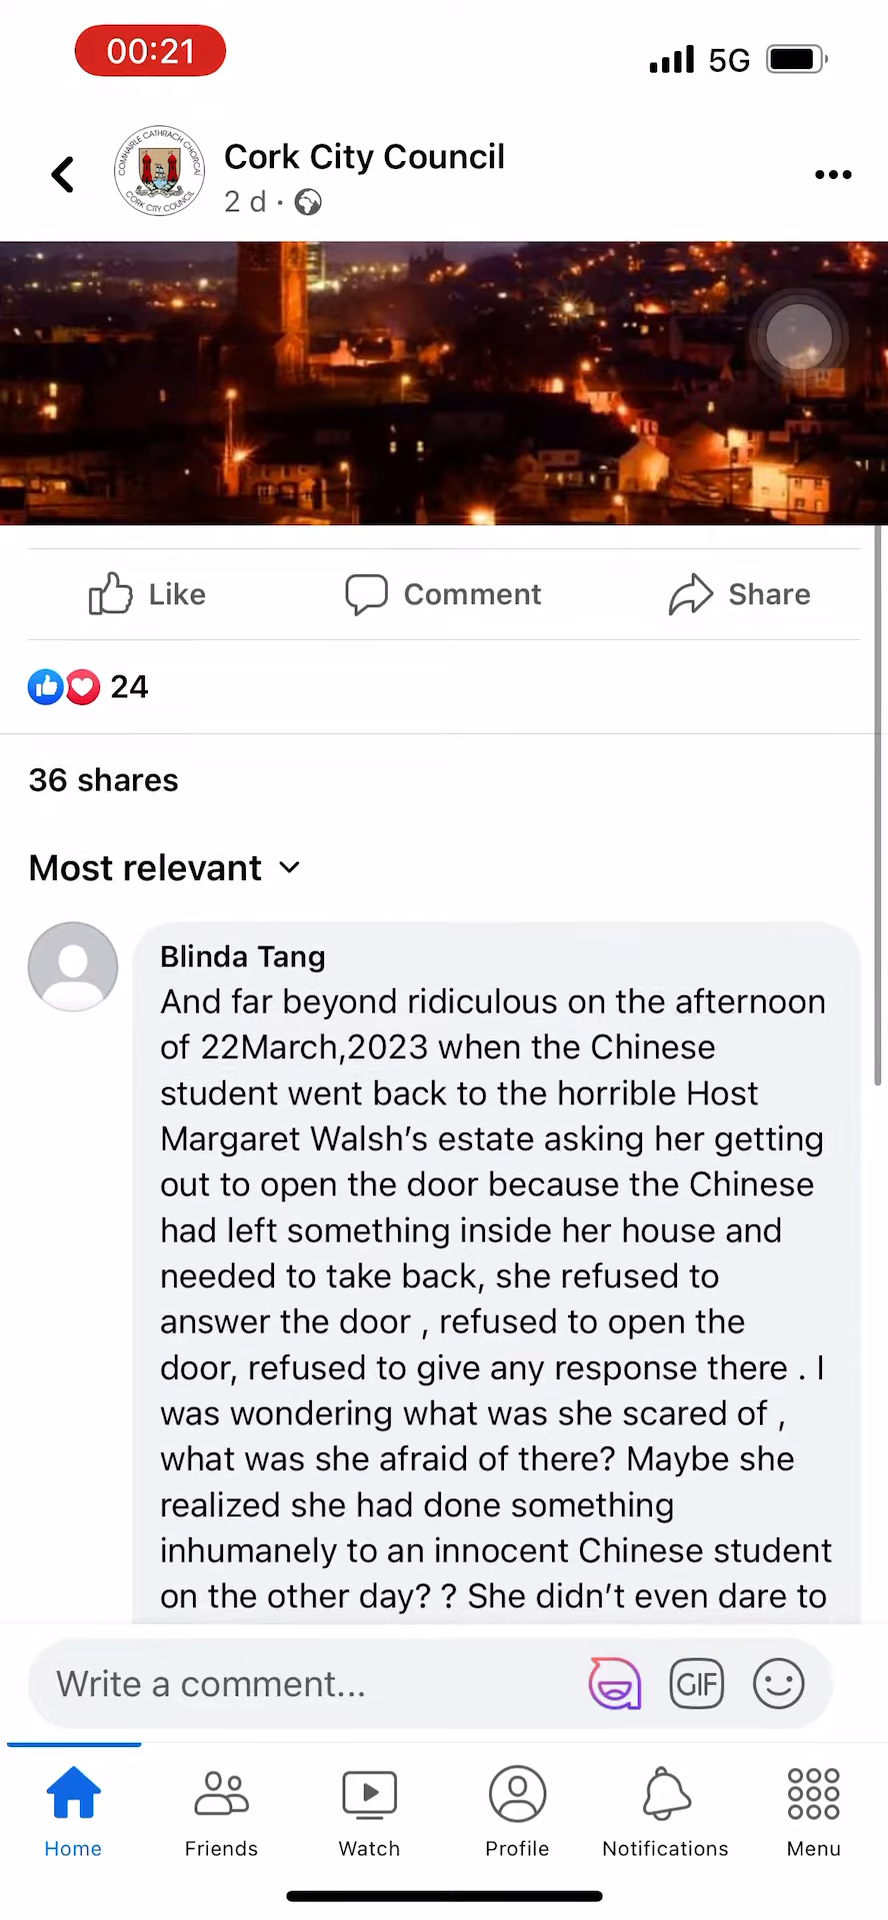 00:21
5G
COMHAIRLE CATHRACH CHORCAÍ
CORK CITY COUNCIL
Cork City Council
2 d ·
Like
Comment
Share
24
36 shares
Most relevant
Blinda Tang
And far beyond ridiculous on the afternoon
of 22March,2023 when the Chinese
student went back to the horrible Host
Margaret Walsh’s estate asking her getting
out to open the door because the Chinese
had left something inside her house and
needed to take back, she refused to
answer the door , refused to open the
door, refused to give any response there . I
was wondering what was she scared of ,
what was she afraid of there? Maybe she
realized she had done something
inhumanely to an innocent Chinese student
on the other day? ? She didn’t even dare to
Write a comment...
GIF
Home
Friends
Watch
Profile
Notifications
Menu